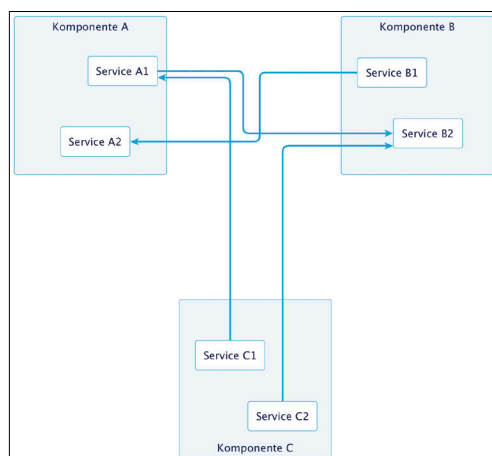 Komponente A
Komponente B
Service A1
Service B1
Service A2
Service B2
Service C1
Service C2
Komponente C